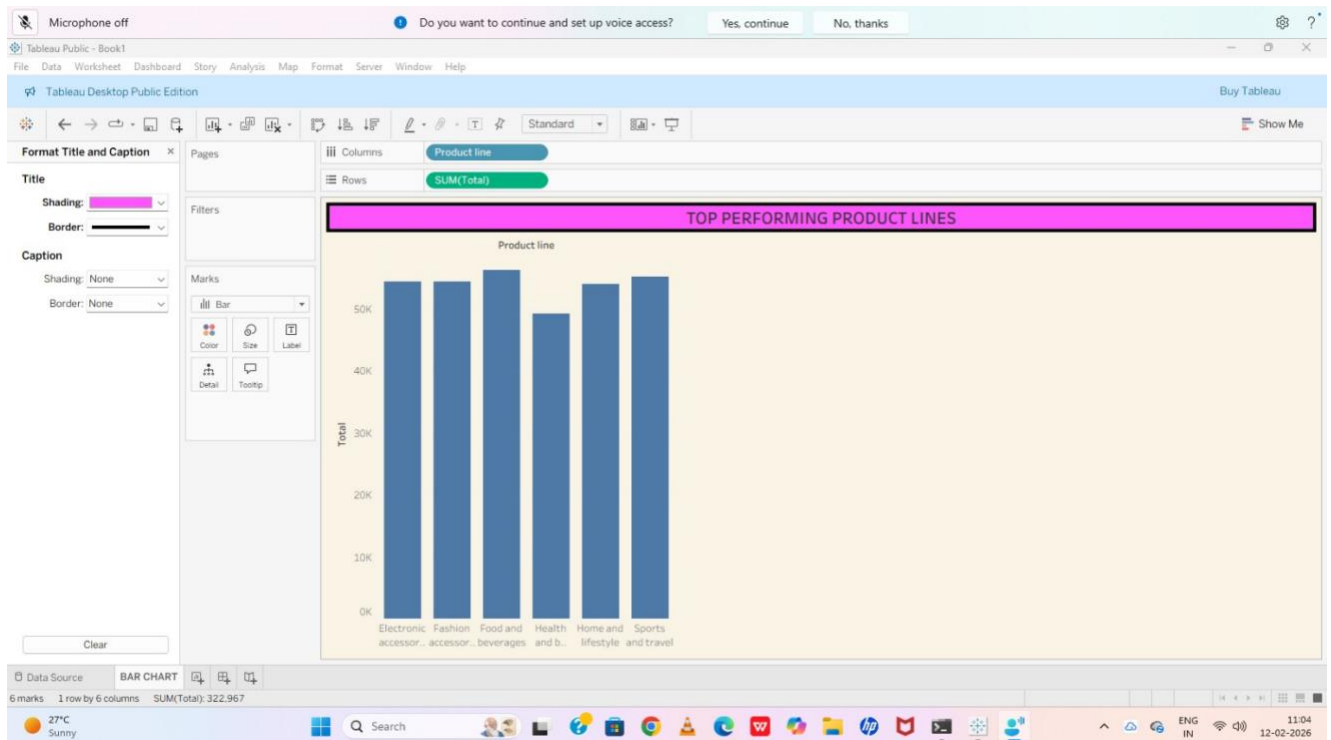 Microphone off
Do you want to continue and set up voice access?
Yes, continue
No, thanks
Tableau Public - Book1
File Data Worksheet Dashboard Story Analysis Map Format Server Window Help
Tableau Desktop Public Edition
Buy Tableau
Standard
Show Me
Format Title and Caption
Title
Shading:
Border:
Caption
Shading: None
Border: None
Clear
Pages
Filters
Marks
Bar
Color Size Label
Detail Tooltip
Columns Product line
Rows SUM(Total)
TOP PERFORMING PRODUCT LINES
Product line
50K
40K
30K
20K
10K
0K
Total
Electronic Fashion Food and Health Home and Sports
accessor.. accessor.. beverages and b.. lifestyle and travel
Data Source BAR CHART
6 marks 1 row by 6 columns SUM(Total): 322,967
27°C
Sunny
Search
ENG
IN
11:04
12-02-2026